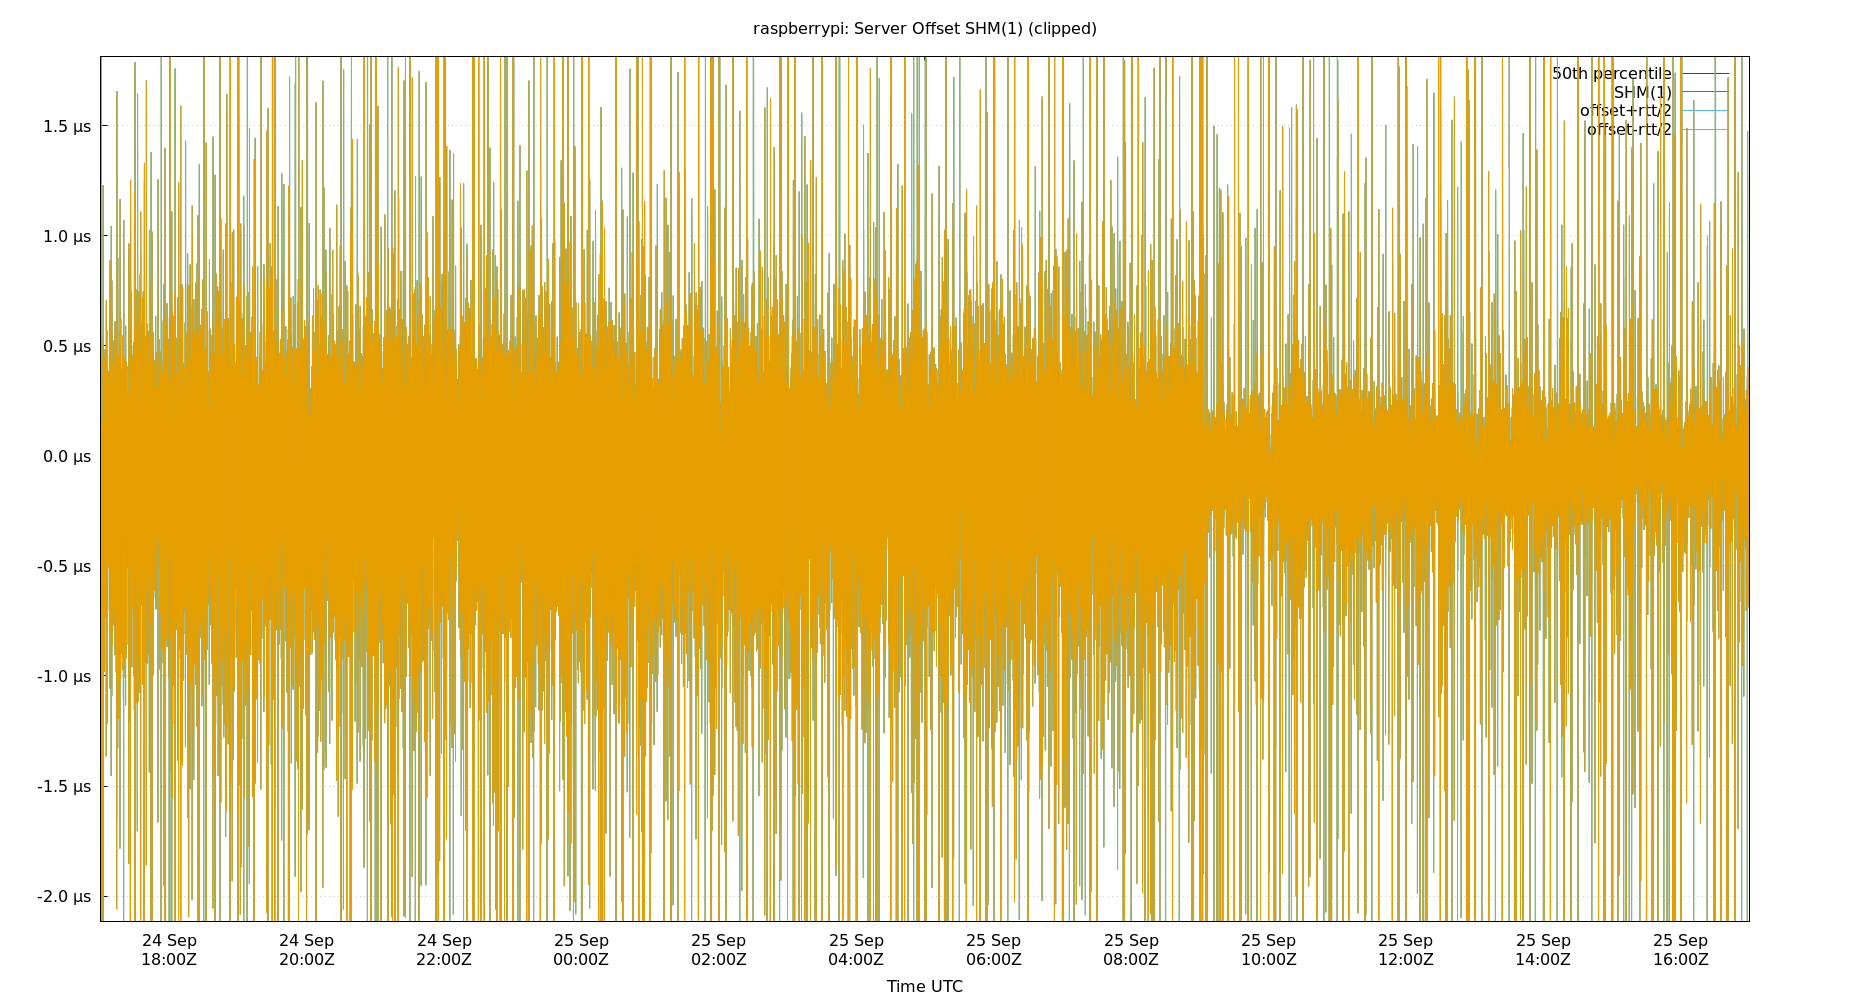 raspberrypi: Server Offset SHM(1) (clipped)
50th percentile
SHM(1)
offset+rtt/2
offset-rtt/2
1.5 µs
1.0 µs
0.5 µs
0.0 µs
-0.5 µs
-1.0 µs
-1.5 µs
-2.0 µs
24 Sep 24 Sep 24 Sep 25 Sep 25 Sep 25 Sep 25 Sep 25 Sep 25 Sep 25 Sep 25 Sep 25 Sep
18:00Z 20:00Z 22:00Z 00:00Z 02:00Z 04:00Z 06:00Z 08:00Z 10:00Z 12:00Z 14:00Z 16:00Z
Time UTC